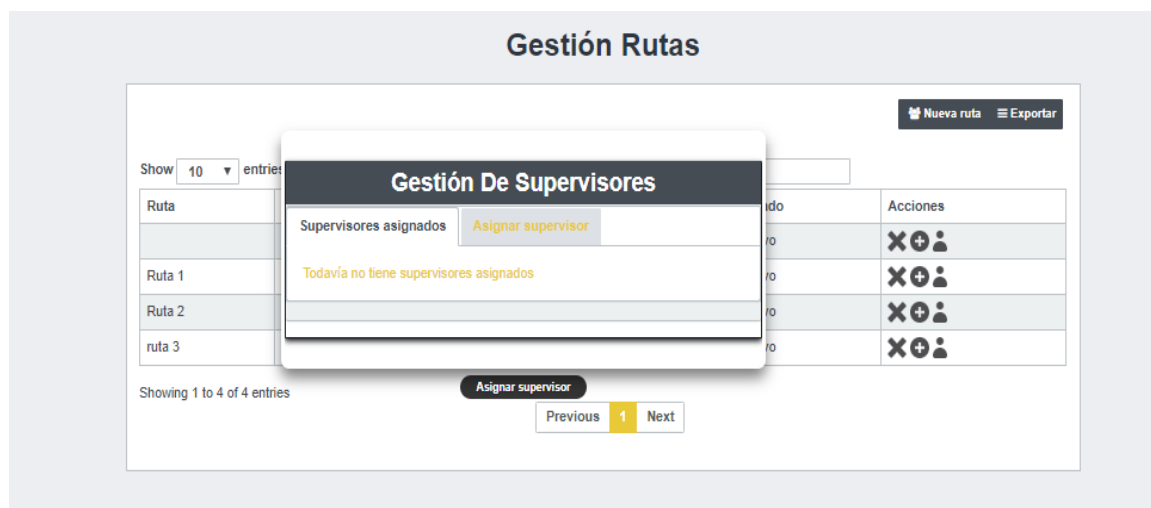 Gestión Rutas
Nueva ruta Exportar
Show 10 entries
Gestión De Supervisores
Supervisores asignados Asignar supervisor
Todavía no tiene supervisores asignados
Ruta Acciones
Ruta 1
Ruta 2
ruta 3
Showing 1 to 4 of 4 entries
Asignar supervisor
Previous 1 Next